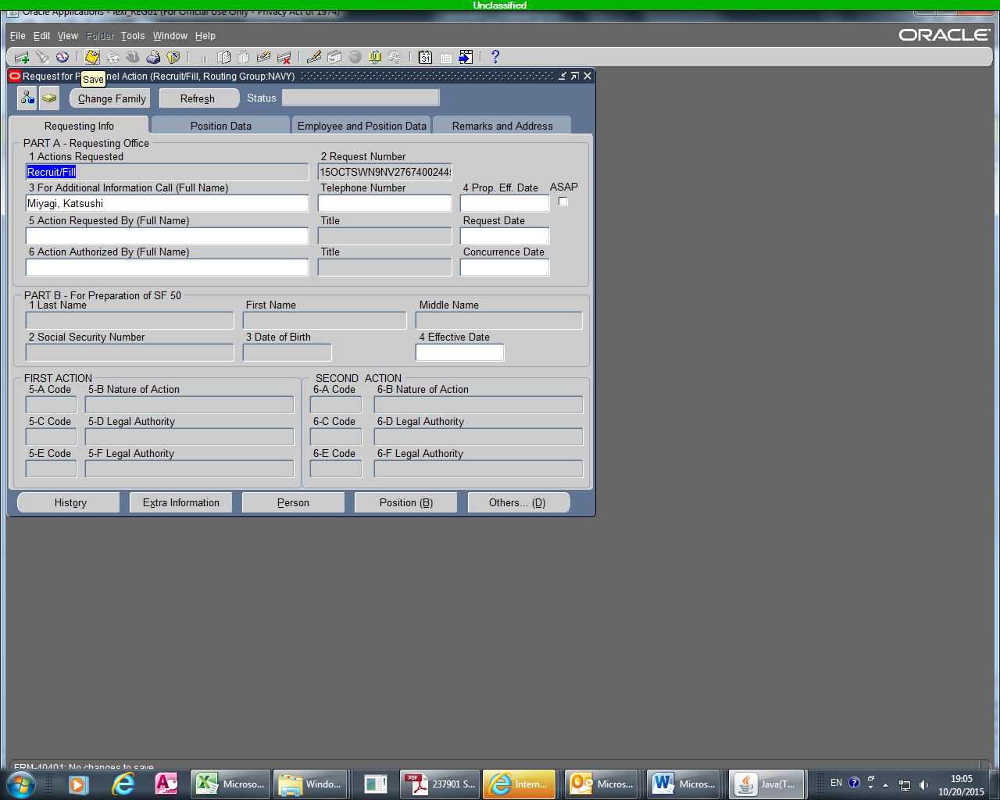 Unclassified
Oracle Applications - Texi_REG01 (For Official Use Only - Privacy Act of 1974)
File Edit View Folder Tools Window Help
ORACLE
Request for P nel Action (Recruit/Fill, Routing Group:NAVY)
Save
Change Family Refresh Status
Requesting Info Position Data Employee and Position Data Remarks and Address
PART A - Requesting Office
1 Actions Requested 2 Request Number
Recruit/Fill 15OCTSWN9NV276740024 4
3 For Additional Information Call (Full Name) Telephone Number 4 Prop. Eff. Date ASAP
Miyagi, Katsushi
5 Action Requested By (Full Name) Title Request Date
6 Action Authorized By (Full Name) Title Concurrence Date
PART B - For Preparation of SF 50
1 Last Name First Name Middle Name
2 Social Security Number 3 Date of Birth 4 Effective Date
FIRST ACTION SECOND ACTION
5-A Code 5-B Nature of Action 6-A Code 6-B Nature of Action
5-C Code 5-D Legal Authority 6-C Code 6-D Legal Authority
5-E Code 5-F Legal Authority 6-E Code 6-F Legal Authority
History Extra Information Person Position (B) Others... (D)
FRM-40401: No changes to save.
Microso... Windo... 237901 S... Intern... Microso... Micros... Java(T... EN 19:05
10/20/2015